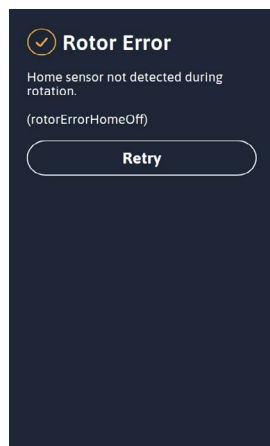 Rotor Error
Home sensor not detected during
rotation.
(rotorErrorHomeOff)
Retry